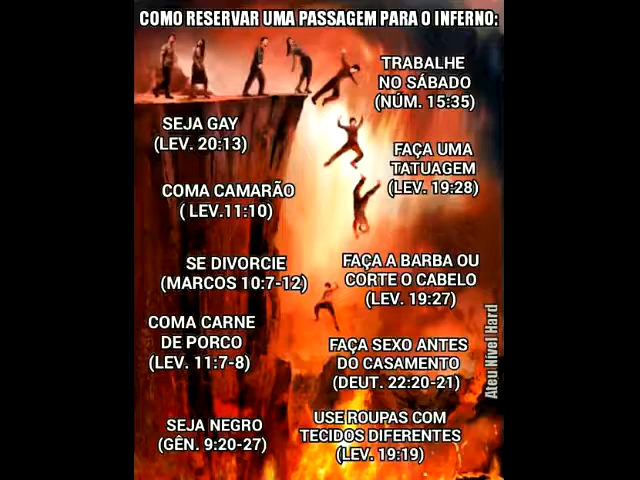 COMO RESERVAR UMA PASSAGEM PARA O INFERNO:
TRABALHE
NO SÁBADO
(NÚM. 15:35)
SEJA GAY
(LEV. 20:13)
FAÇA UMA
TATUAGEM
(LEV. 19:28)
COMA CAMARÃO
( LEV.11:10)
SE DIVORCIE
(MARCOS 10:7-12)
FAÇA A BARBA OU
CORTE O CABELO
(LEV. 19:27)
COMA CARNE
DE PORCO
(LEV. 11:7-8)
FAÇA SEXO ANTES
DO CASAMENTO
(DEUT. 22:20-21)
SEJA NEGRO
(GÊN. 9:20-27)
USE ROUPAS COM
TECIDOS DIFERENTES
(LEV. 19:19)
Ateu Nível Hard